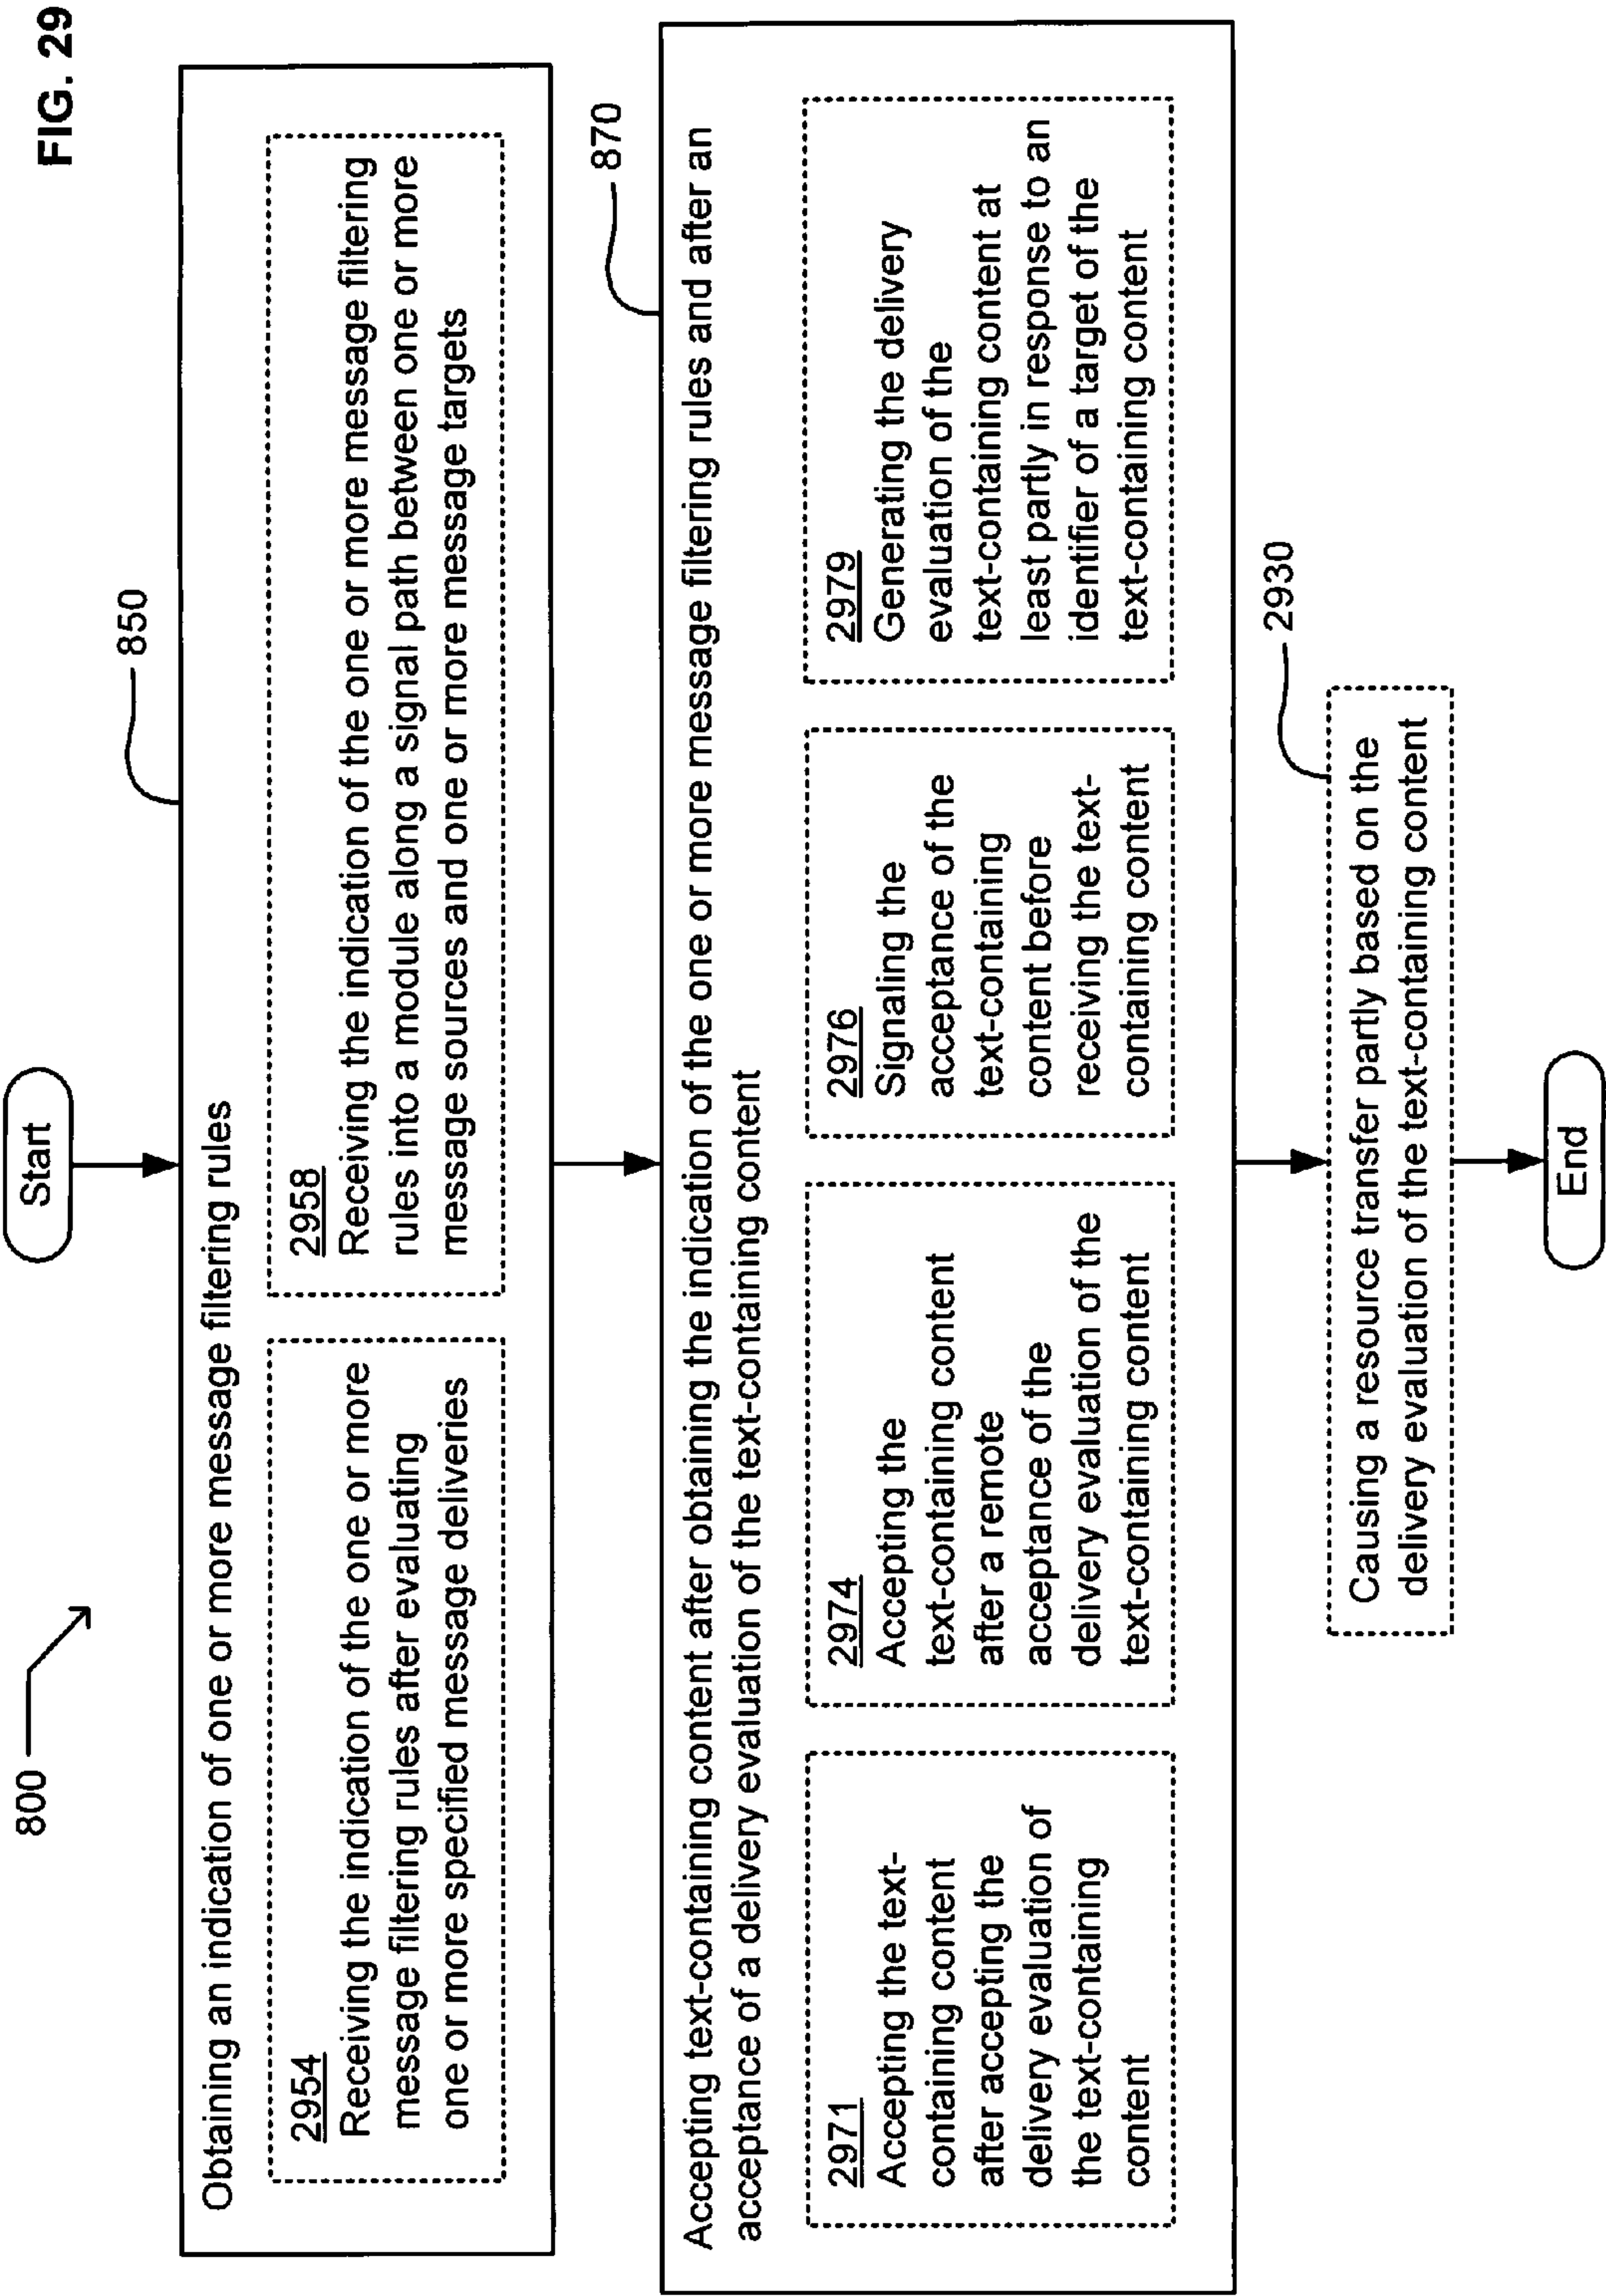 FIG. 29
800
Start
850
Obtaining an indication of one or more message filtering rules
2954
Receiving the indication of the one or more
message filtering rules after evaluating
one or more specified message deliveries
2958
Receiving the indication of the one or more message filtering
rules into a module along a signal path between one or more
message sources and one or more message targets
870
Accepting text-containing content after obtaining the indication of the one or more message filtering rules and after an
acceptance of a delivery evaluation of the text-containing content
2971
Accepting the text-
containing content
after accepting the
delivery evaluation of
the text-containing
content
2974
Accepting the
text-containing content
after a remote
acceptance of the
delivery evaluation of the
text-containing content
2976
Signaling the
acceptance of the
text-containing
content before
receiving the text-
containing content
2979
Generating the delivery
evaluation of the
text-containing content at
least partly in response to an
identifier of a target of the
text-containing content
2930
Causing a resource transfer partly based on the
delivery evaluation of the text-containing content
End